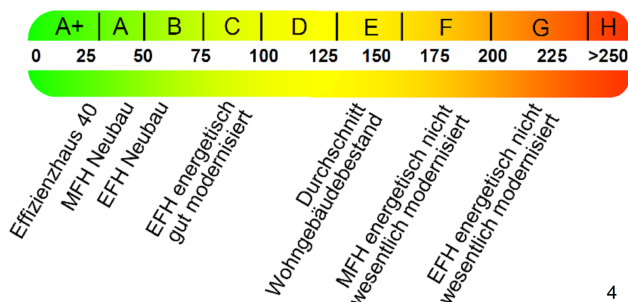 A+ A B C D E F G H
0 25 50 75 100 125 150 175 200 225 >250
Effizienzhaus 40
MFH Neubau
EFH Neubau
EFH energetisch
gut modernisiert
Durchschnitt
Wohngebäudebestand
MFH energetisch nicht
wesentlich modernisiert
EFH energetisch nicht
wesentlich modernisiert
4